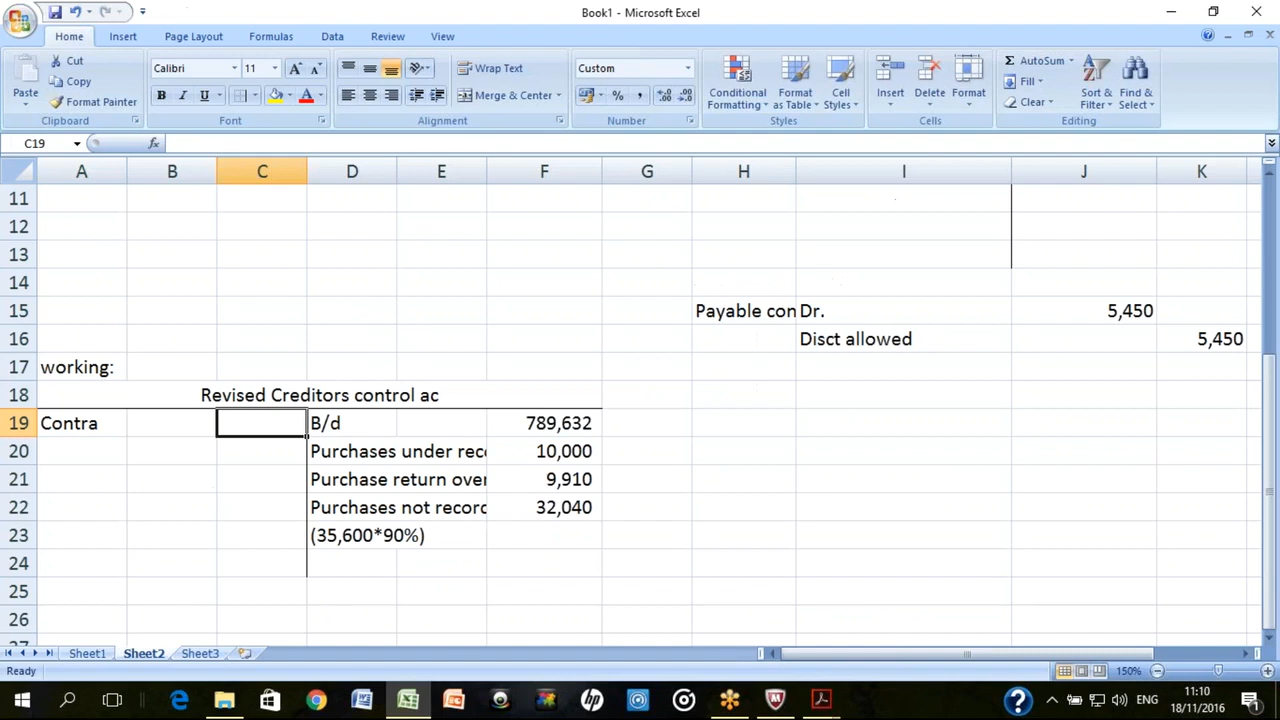 Book1 - Microsoft Excel
Home Insert Page Layout Formulas Data Review View
Paste
Cut
Copy
Format Painter
Clipboard
Calibri 11
B I U
Font
Wrap Text
Merge & Center
Alignment
Custom
% ,
Number
Conditional Formatting
Format as Table
Cell Styles
Styles
Insert Delete Format
Cells
Σ AutoSum
Fill
Clear
Sort & Filter
Find & Select
Editing
C19 fx
A B C D E F G H I J K
11
12
13
14
15 Payable con Dr. 5,450
16 Disct allowed 5,450
17 working:
18 Revised Creditors control ac
19 Contra B/d 789,632
20 Purchases under rec 10,000
21 Purchase return over 9,910
22 Purchases not record 32,040
23 (35,600*90%)
24
25
26
27
Sheet1 Sheet2 Sheet3
Ready 150%
ENG
11:10
18/11/2016